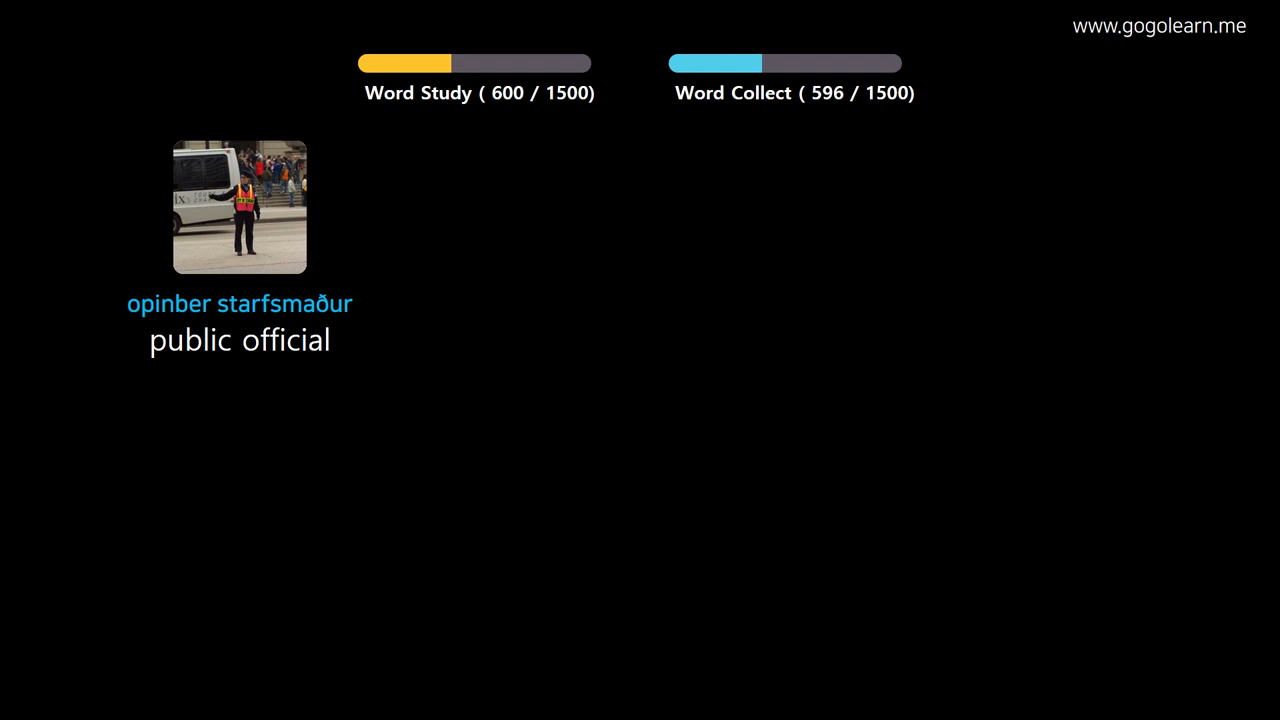 www.gogolearn.me
Word Study ( 600 / 1500)
Word Collect ( 596 / 1500)
opinber starfsmaður
public official